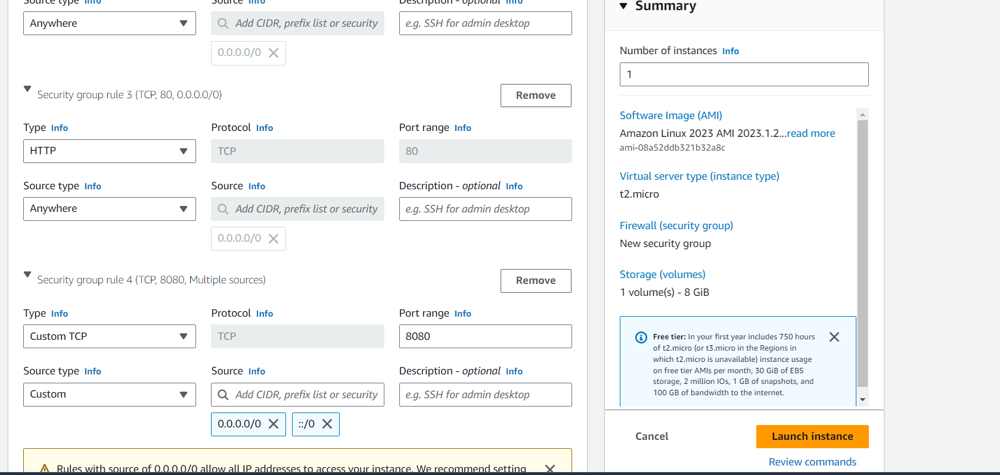 Source type Info Source Info Description - optional Info
Anywhere Add CIDR, prefix list or security e.g. SSH for admin desktop
0.0.0.0/0
Security group rule 3 (TCP, 80, 0.0.0.0/0) Remove
Type Info Protocol Info Port range Info
HTTP TCP 80
Source type Info Source Info Description - optional Info
Anywhere Add CIDR, prefix list or security e.g. SSH for admin desktop
0.0.0.0/0
Security group rule 4 (TCP, 8080, Multiple sources) Remove
Type Info Protocol Info Port range Info
Custom TCP TCP 8080
Source type Info Source Info Description - optional Info
Custom Add CIDR, prefix list or security e.g. SSH for admin desktop
0.0.0.0/0 ::/0
Rules with source of 0.0.0.0/0 allow all IP addresses to access your instance. We recommend setting
Summary
Number of instances Info
1
Software Image (AMI)
Amazon Linux 2023 AMI 2023.1.2...read more
ami-08a52ddb321b32a8c
Virtual server type (instance type)
t2.micro
Firewall (security group)
New security group
Storage (volumes)
1 volume(s) - 8 GiB
Free tier: In your first year includes 750 hours
of t2.micro (or t3.micro in the Regions in
which t2.micro is unavailable) instance usage
on free tier AMIs per month, 30 GiB of EBS
storage, 2 million IOs, 1 GB of snapshots, and
100 GB of bandwidth to the internet.
Cancel Launch instance
Review commands